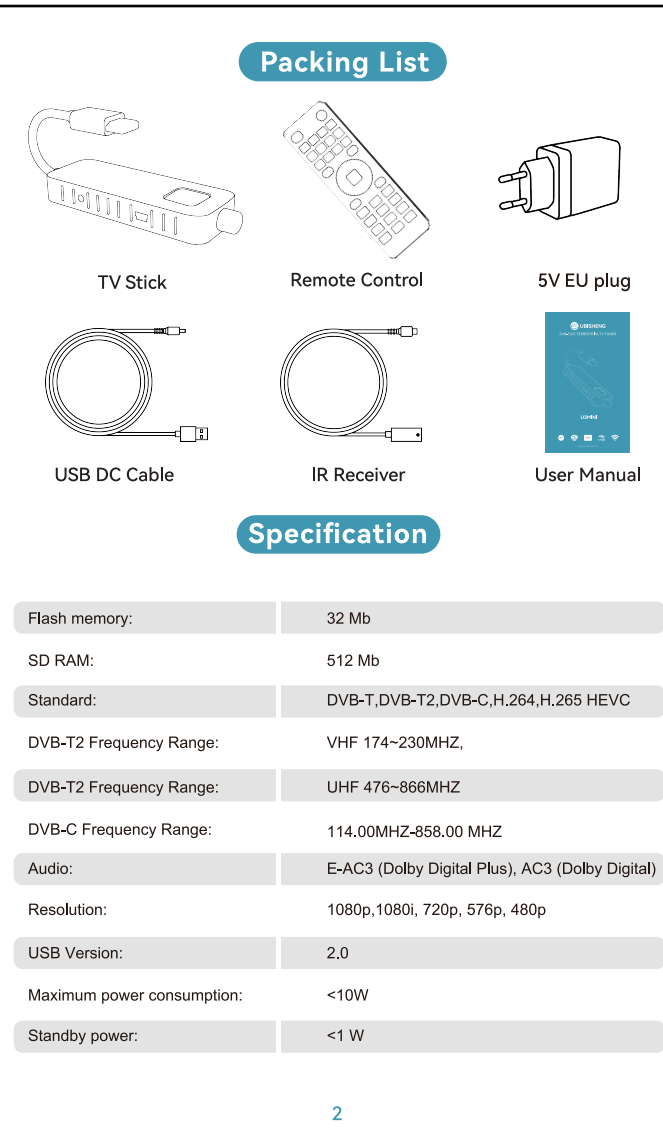 Packing List
TV Stick
Remote Control
5V EU plug
UBISHENG
U3MINI
USB DC Cable
IR Receiver
User Manual
Specification
Flash memory: 32 Mb
SD RAM: 512 Mb
Standard: DVB-T,DVB-T2,DVB-C,H.264,H.265 HEVC
DVB-T2 Frequency Range: VHF 174~230MHZ,
DVB-T2 Frequency Range: UHF 476~866MHZ
DVB-C Frequency Range: 114.00MHZ-858.00 MHZ
Audio: E-AC3 (Dolby Digital Plus), AC3 (Dolby Digital)
Resolution: 1080p,1080i, 720p, 576p, 480p
USB Version: 2.0
Maximum power consumption: <10W
Standby power: <1 W
2